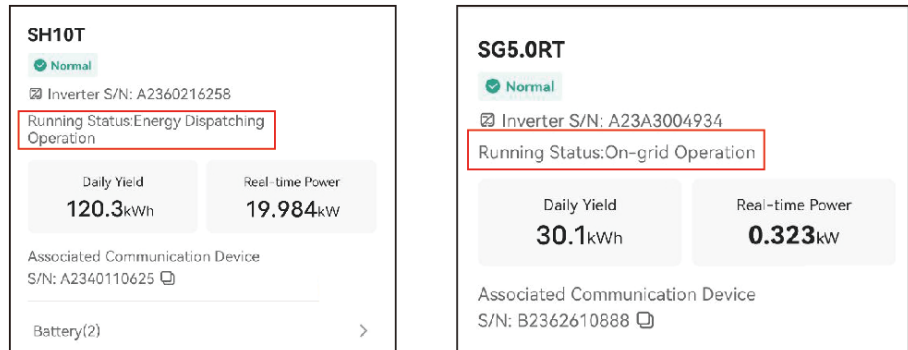 SH10T
Normal
Inverter S/N: A2360216258
Running Status:Energy Dispatching
Operation
Daily Yield
120.3kWh
Real-time Power
19.984kW
Associated Communication Device
S/N: A2340110625
Battery(2)
SG5.0RT
Normal
Inverter S/N: A23A3004934
Running Status:On-grid Operation
Daily Yield
30.1kWh
Real-time Power
0.323kW
Associated Communication Device
S/N: B2362610888